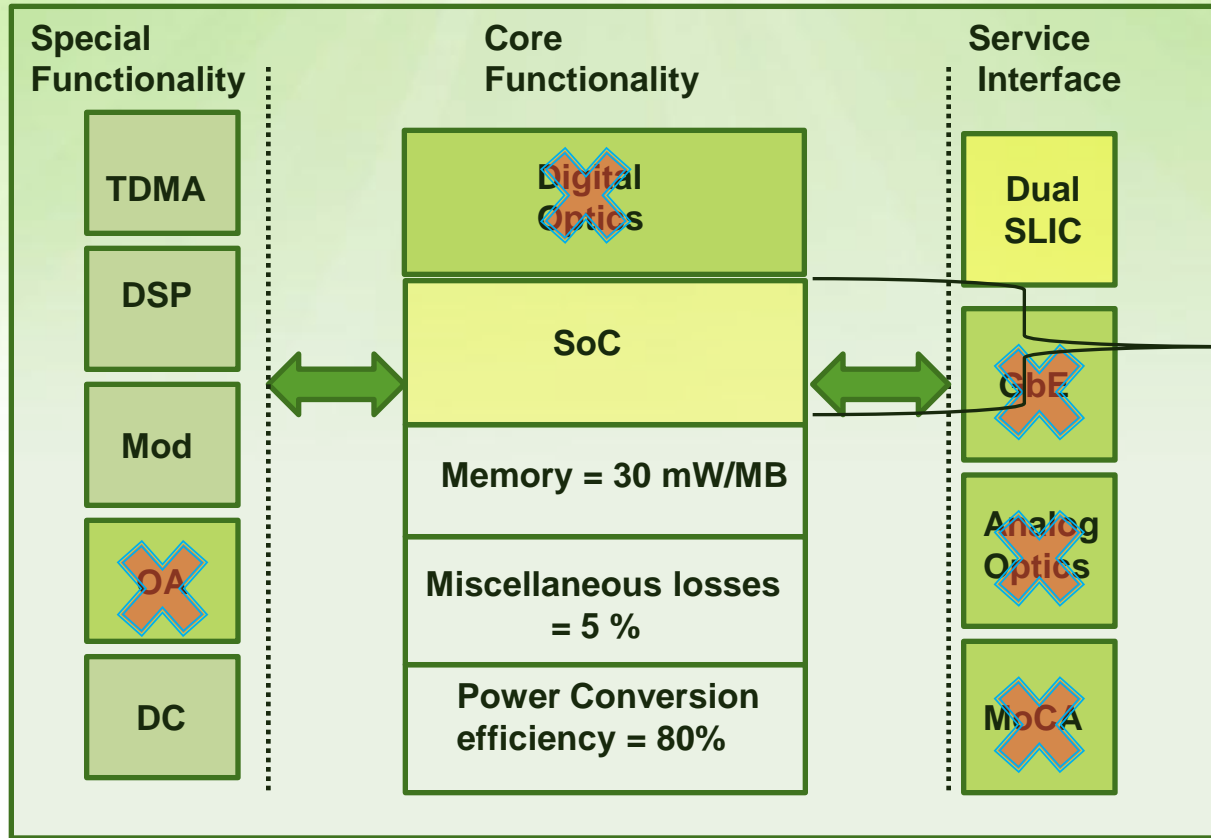 Special
Functionality
TDMA
DSP
Mod
OA
DC
Core
Functionality
Digital
Optics
SoC
Memory = 30 mW/MB
Miscellaneous losses
= 5 %
Power Conversion
efficiency = 80%
Service
Interface
Dual
SLIC
GbE
Analog
Optics
MoCA